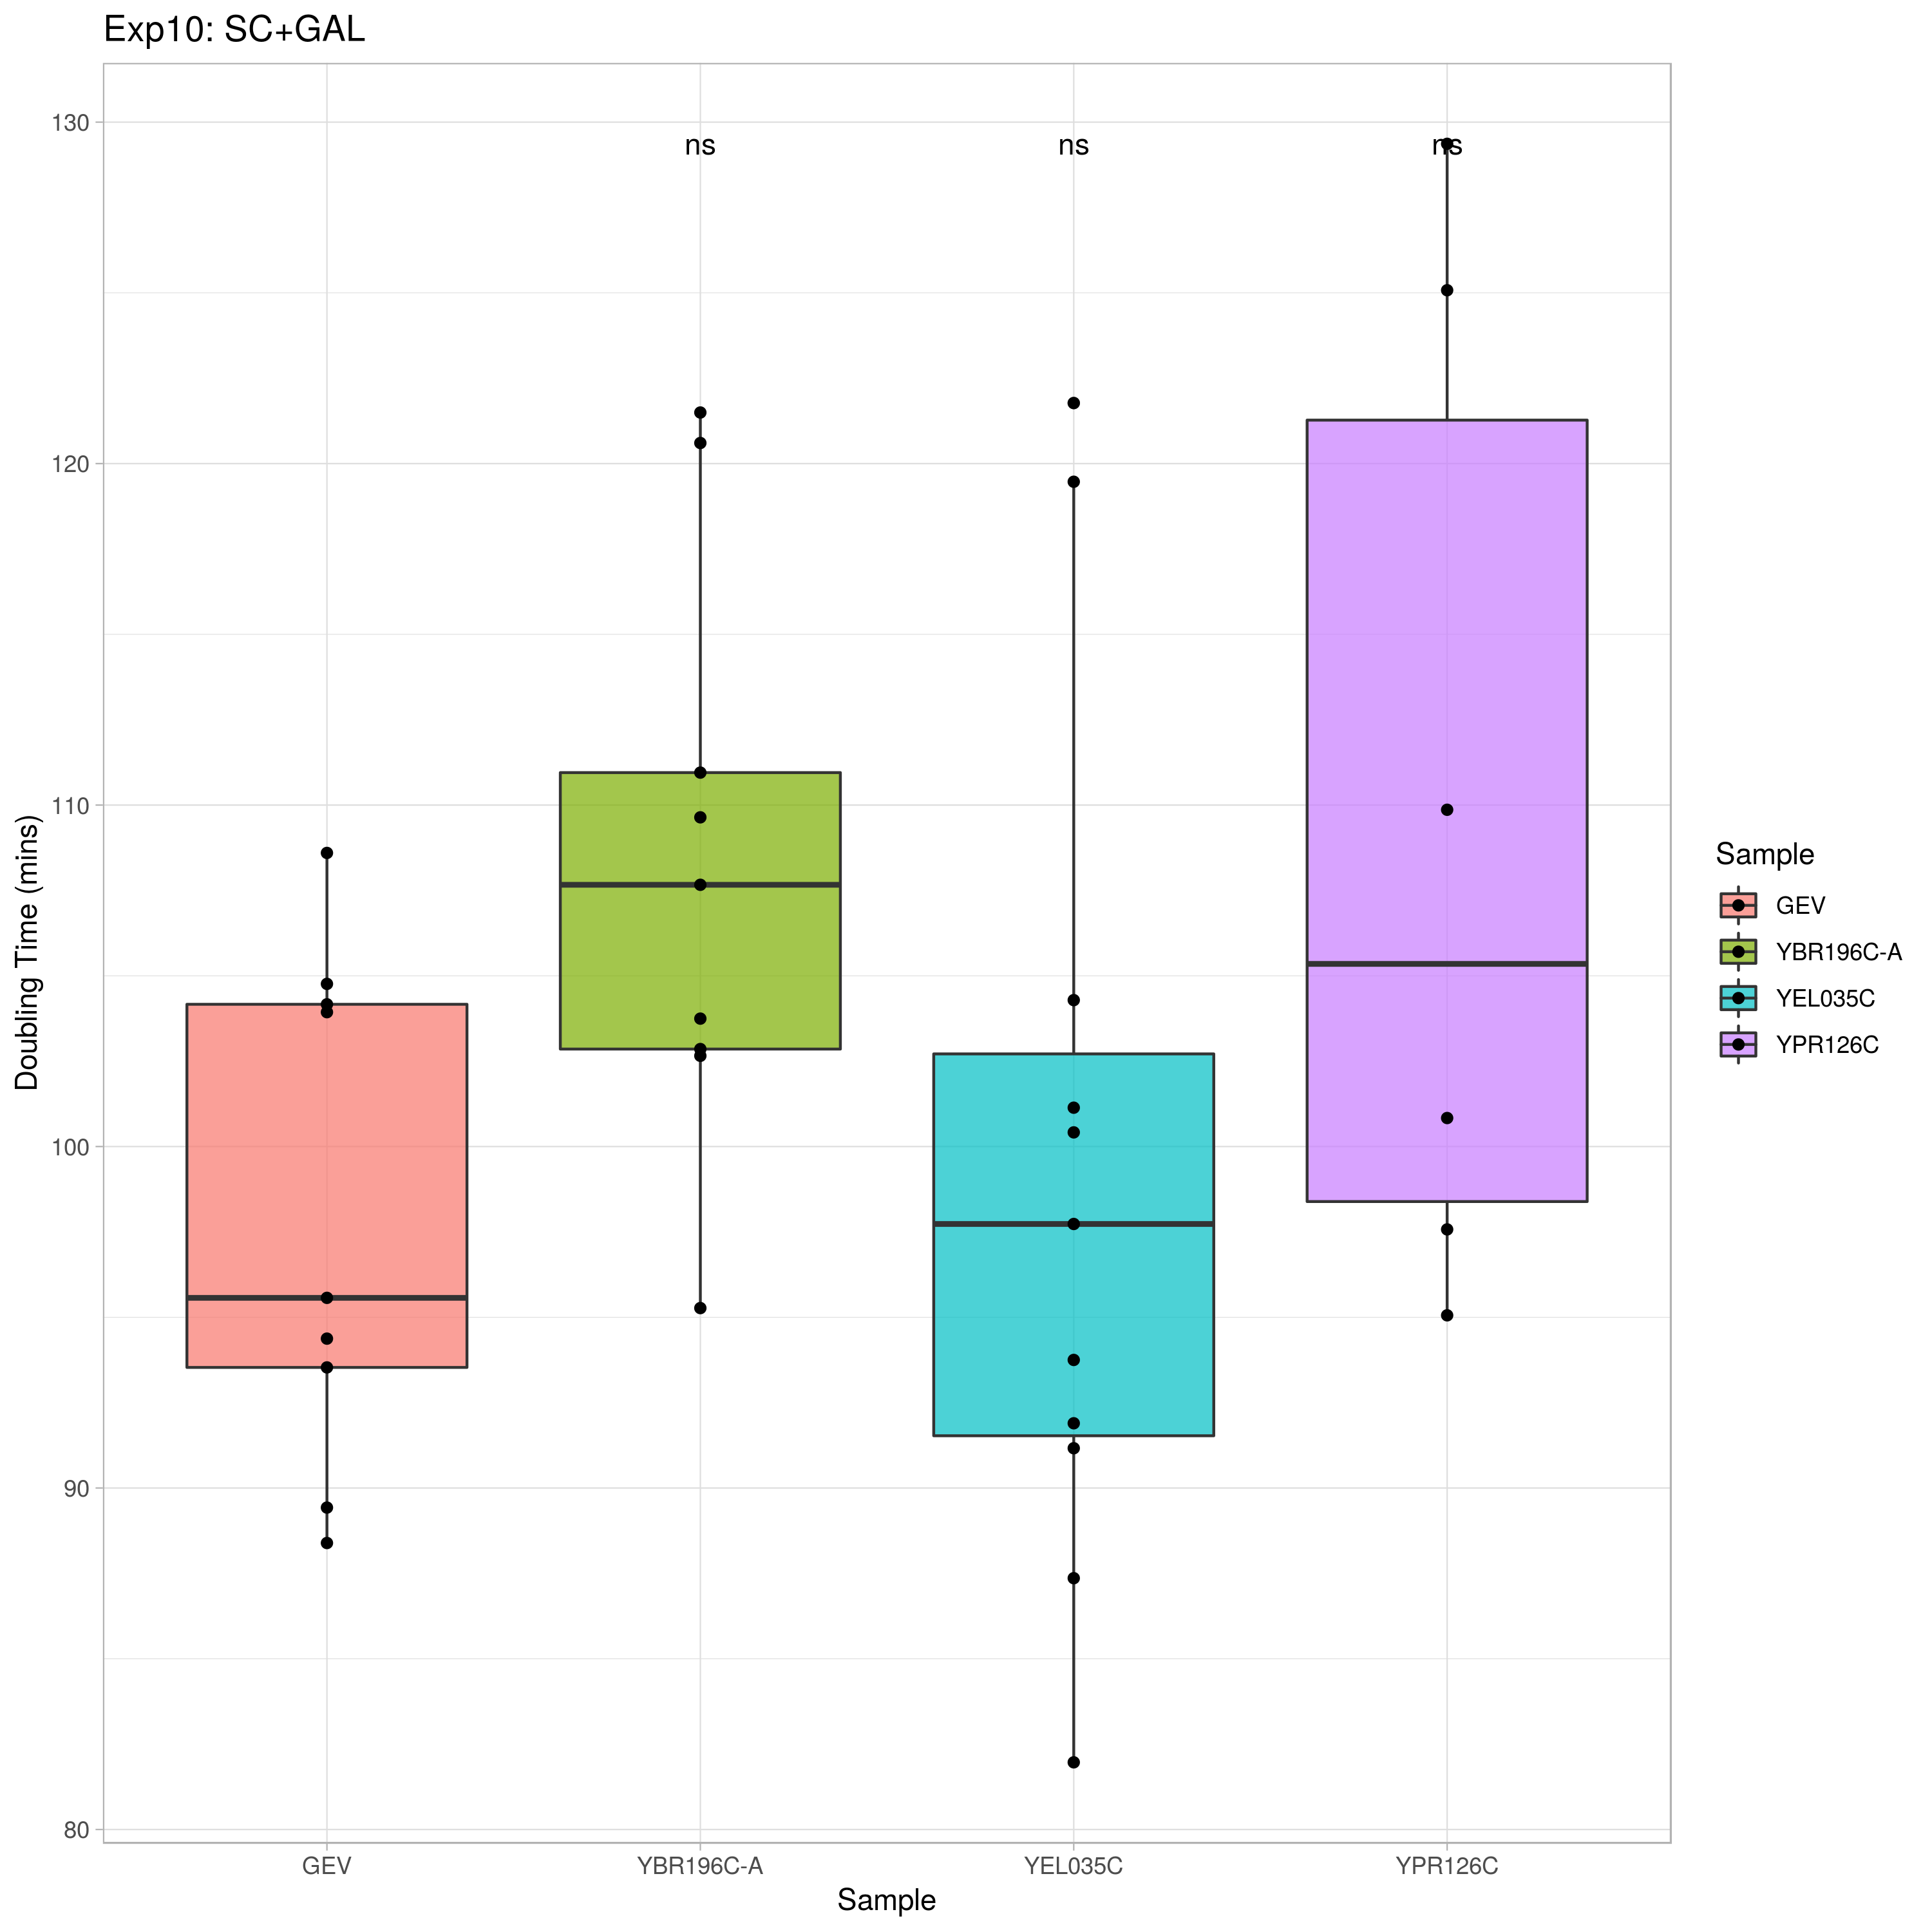 Exp10: SC+GAL
130
120
110
100
90
80
Doubling Time (mins)
ns
ns
ns
GEV
YBR196C-A
YEL035C
YPR126C
Sample
Sample
GEV
YBR196C-A
YEL035C
YPR126C